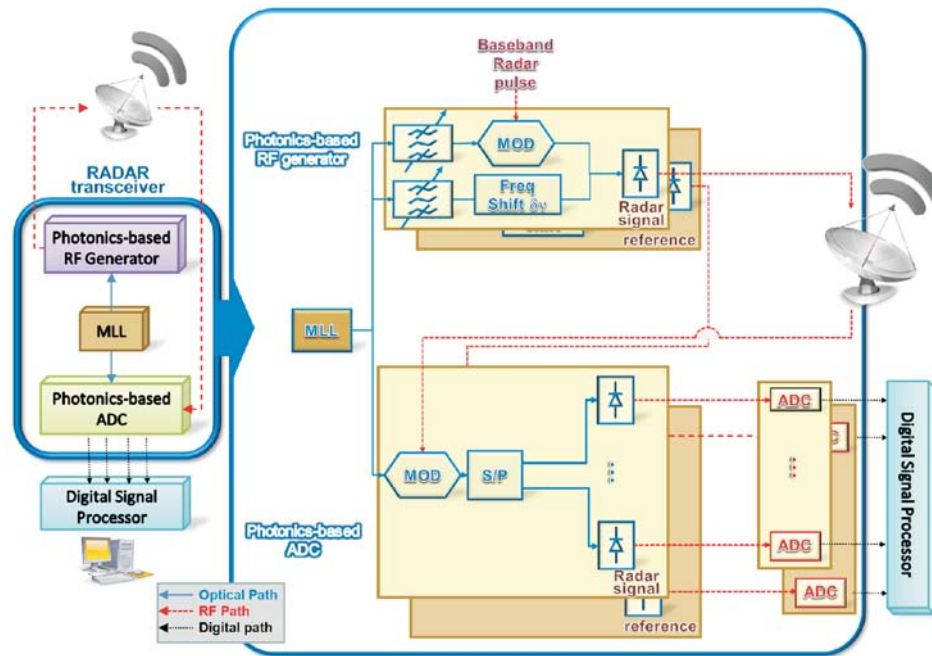 RADAR
transceiver
Photonics-based
RF Generator
MLL
Photonics-based
ADC
Digital Signal
Processor
Optical Path
RF Path
Digital path
Baseband
Radar
pulse
Photonics-based
RF generator
MOD
Freq
Shift δν
Radar
signal
reference
MLL
MOD
S/P
Photonics-based
ADC
Radar
signal
reference
ADC
ADC
ADC
Digital Signal Processor